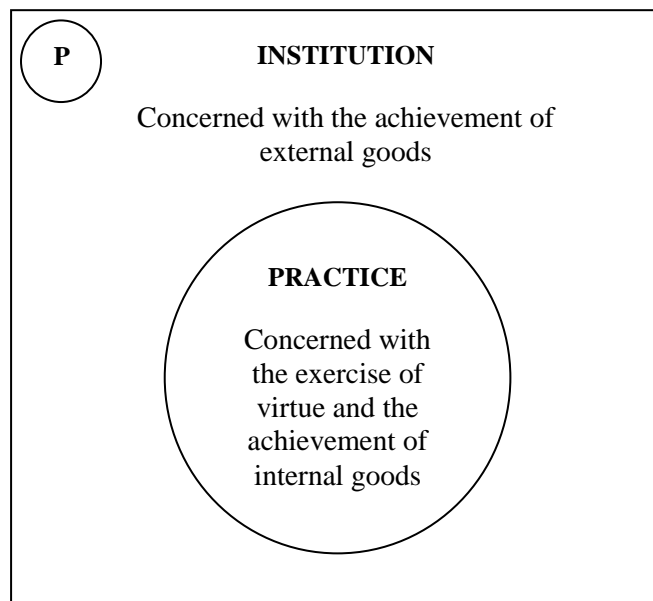 P
INSTITUTION
Concerned with the achievement of
external goods
PRACTICE
Concerned with
the exercise of
virtue and the
achievement of
internal goods